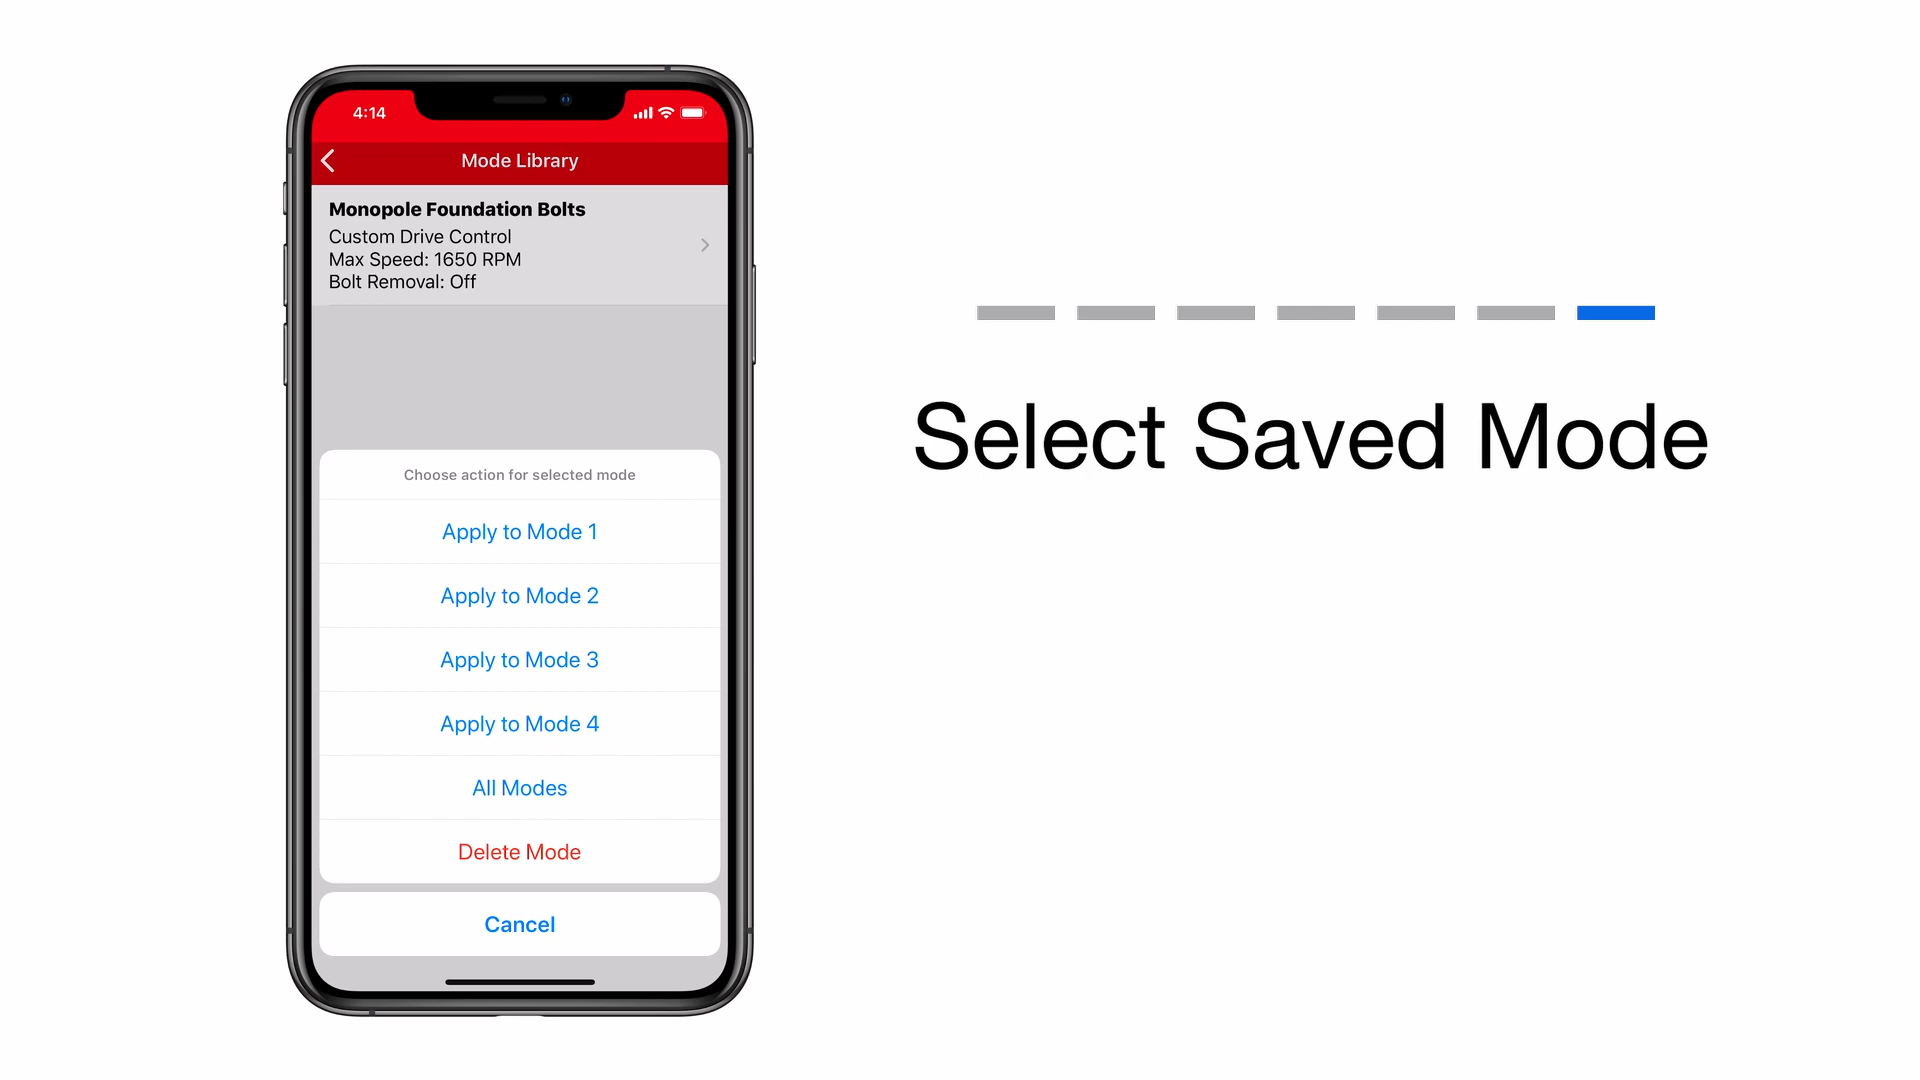 4:14
Mode Library
Monopole Foundation Bolts
Custom Drive Control
Max Speed: 1650 RPM
Bolt Removal: Off
Choose action for selected mode
Apply to Mode 1
Apply to Mode 2
Apply to Mode 3
Apply to Mode 4
All Modes
Delete Mode
Cancel
Select Saved Mode